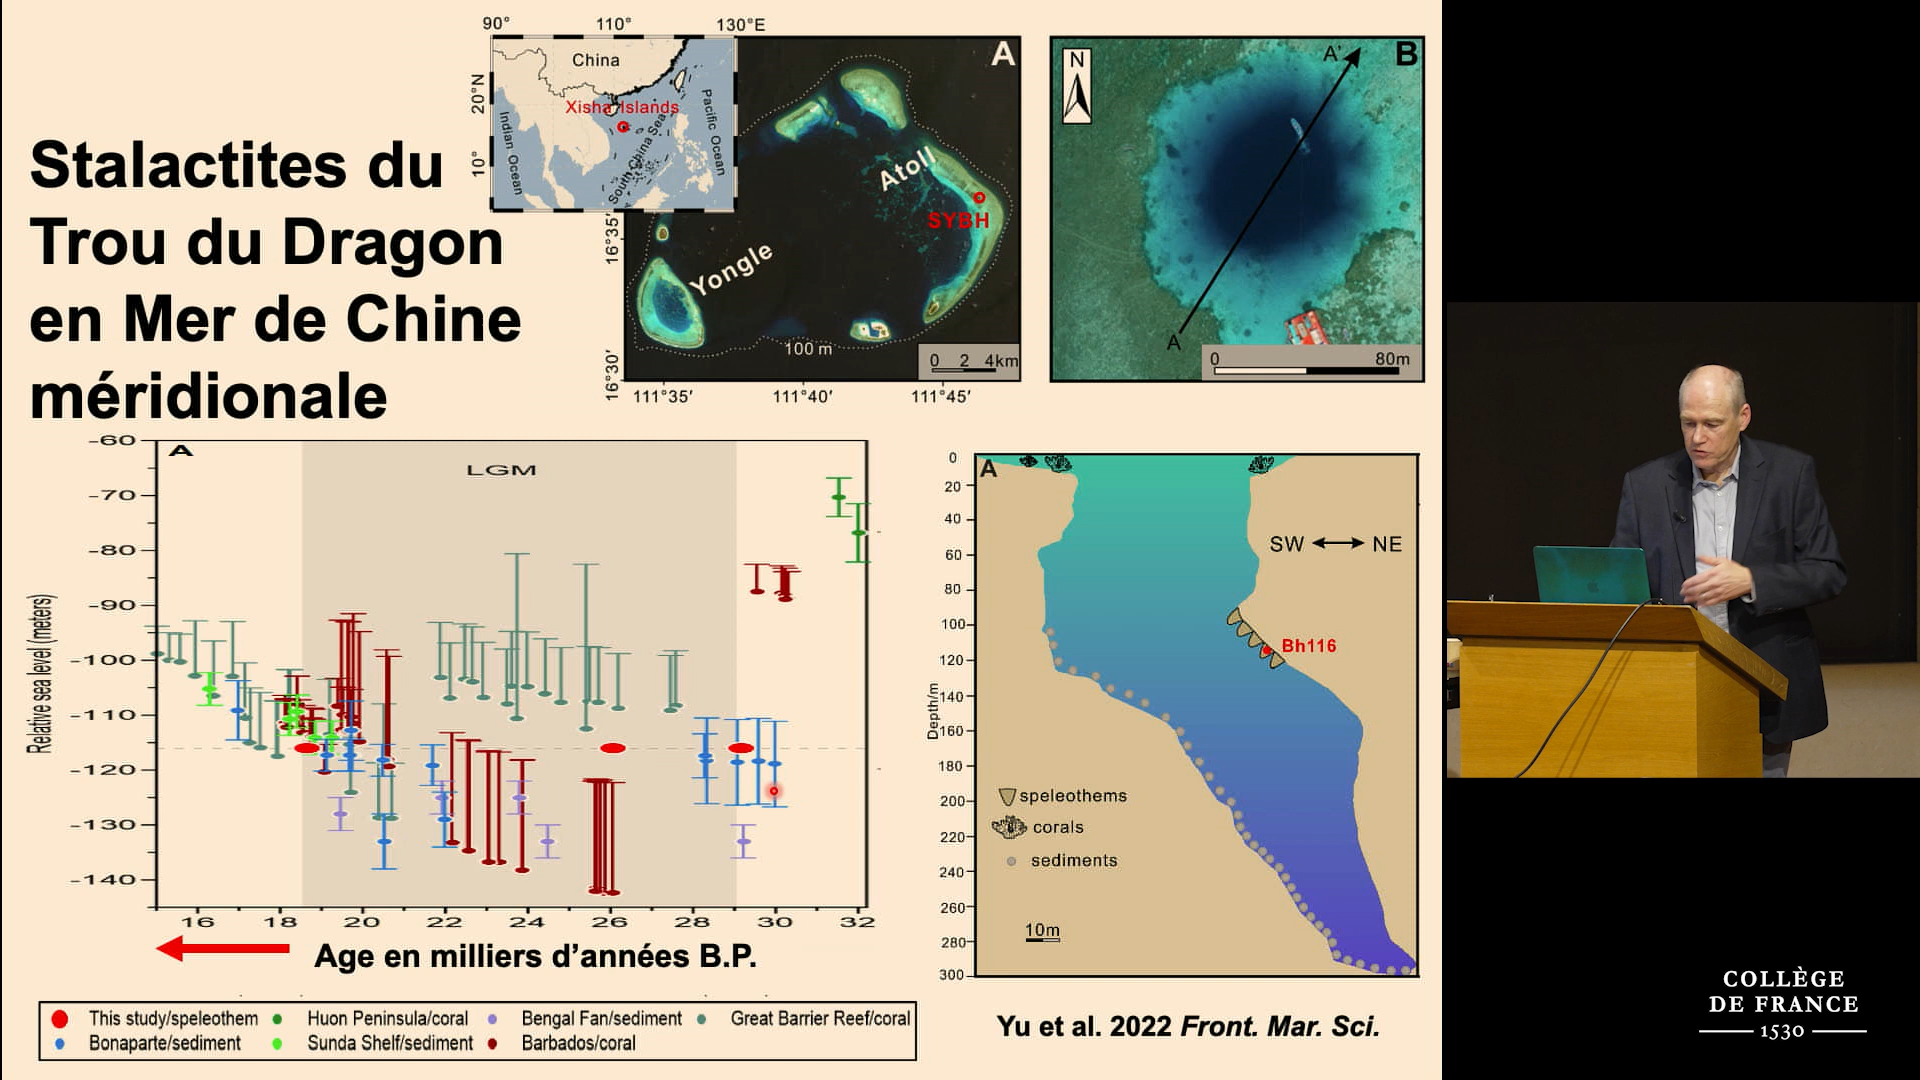 Stalactites du
Trou du Dragon
en Mer de Chine
méridionale
90°
110°
130°E
20°N
10°
China
Xisha Islands
Indian Ocean
South China Sea
Pacific Ocean
A
Atoll
SYBH
Yongle
100 m
0 2 4km
16°35'
16°30'
111°35'
111°40'
111°45'
B
N
A'
A
0 80m
A
LGM
Relative sea level (meters)
-60
-70
-80
-90
-100
-110
-120
-130
-140
16 18 20 22 24 26 28 30 32
Age en milliers d'années B.P.
This study/speleothem
Huon Peninsula/coral
Bengal Fan/sediment
Great Barrier Reef/coral
Bonaparte/sediment
Sunda Shelf/sediment
Barbados/coral
A
Depth/m
0
20
40
60
80
100
120
140
160
180
200
220
240
260
280
300
SW NE
Bh116
speleothems
corals
sediments
10m
Yu et al. 2022 Front. Mar. Sci.
COLLÈGE
DE FRANCE
1530